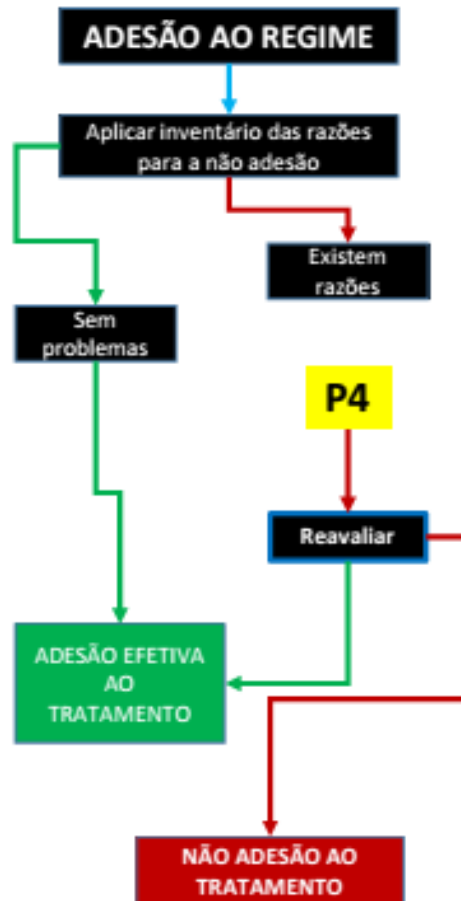 ADESÃO AO REGIME
Aplicar inventário das razões
para a não adesão
Existem
razões
Sem
problemas
P4
Reavaliar
ADESÃO EFETIVA
AO
TRATAMENTO
NÃO ADESÃO AO
TRATAMENTO